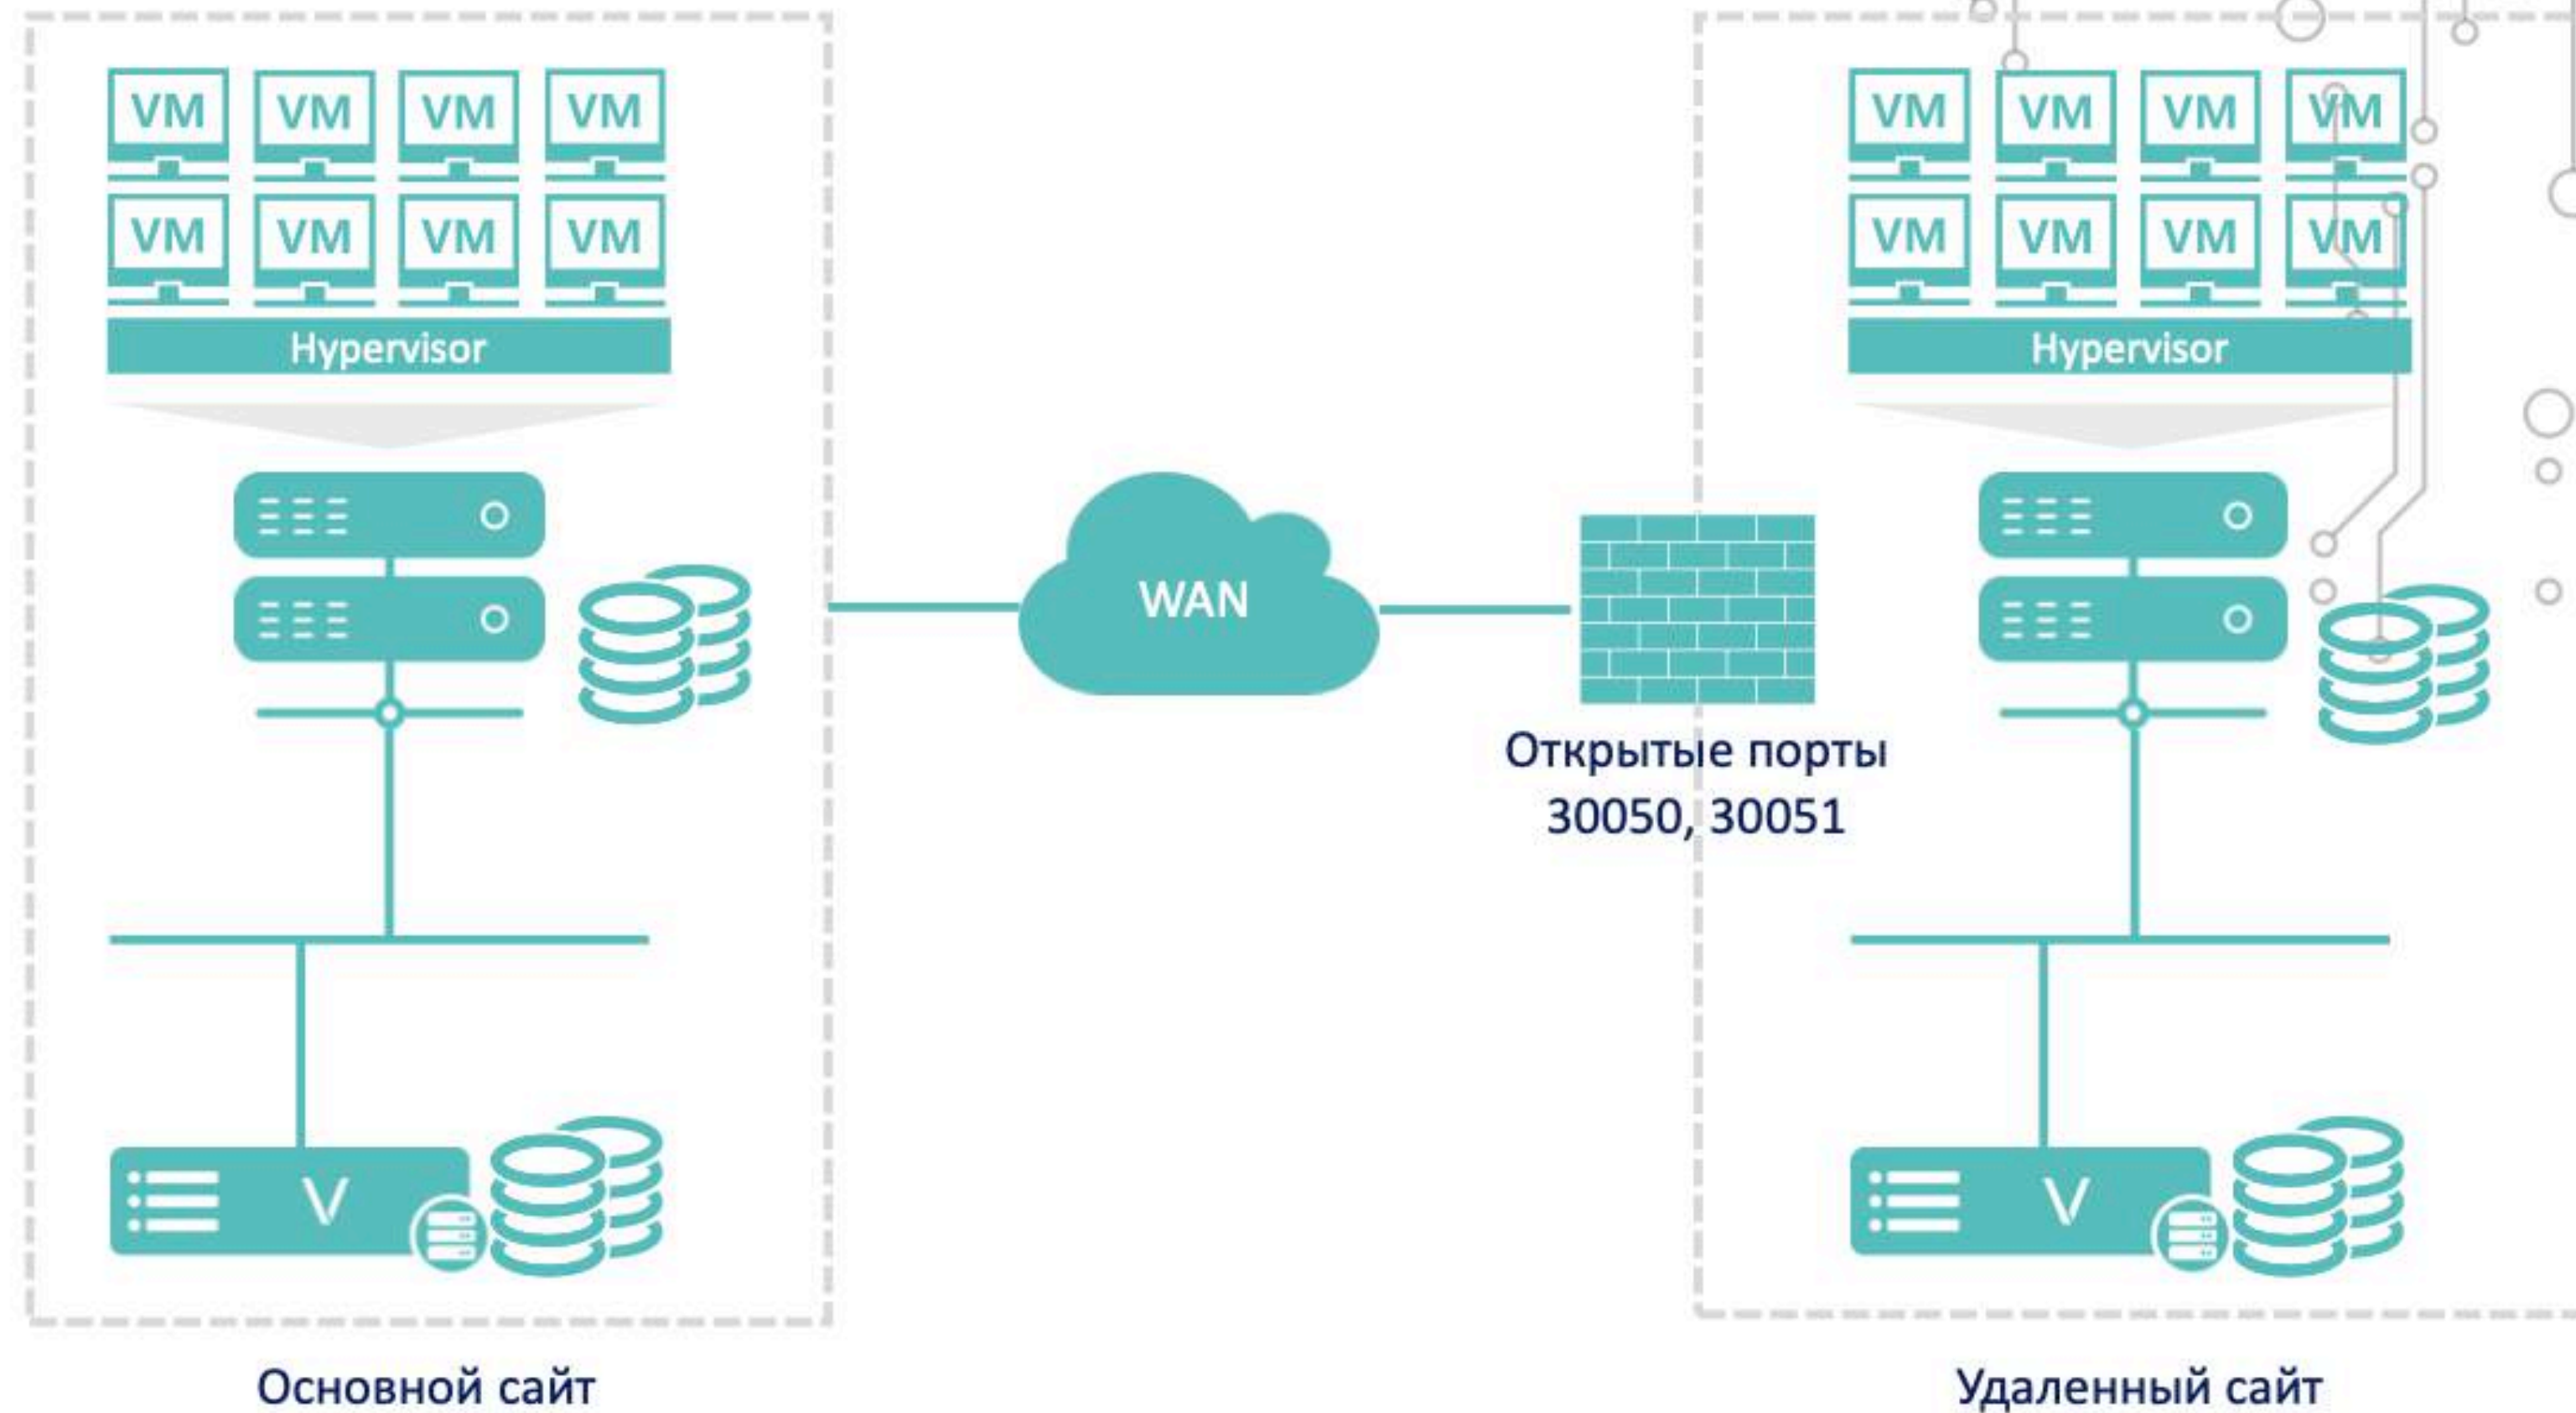 VM VM VM VM
VM VM VM VM
Hypervisor
V
Основной сайт
WAN
Открытые порты
30050, 30051
VM VM VM VM
VM VM VM VM
Hypervisor
V
Удаленный сайт